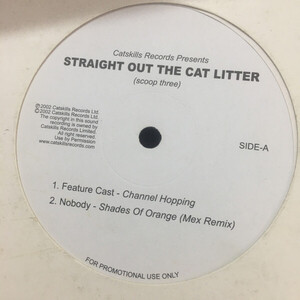 Catskills Records Presents
STRAIGHT OUT THE CAT LITTER
(scoop three)
℗2002 Catskills Records Ltd.
©2002 Catskills Records Ltd.
The copyright in this sound
recording is owned by
Catskills Records Limited.
All right reserved.
Use by Permission
www.catskillsrecords.com
SIDE-A
1. Feature Cast - Channel Hopping
2. Nobody - Shades Of Orange (Mex Remix)
FOR PROMOTIONAL USE ONLY